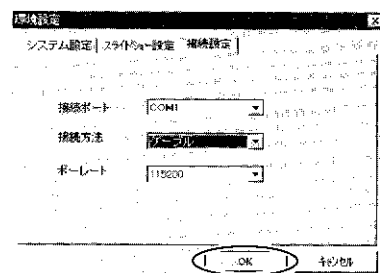 環境設定
システム設定 スライドショー設定 接続設定
接続ポート COM1
接続方法 ケーブル
ボーレート 115200
OK キャンセル